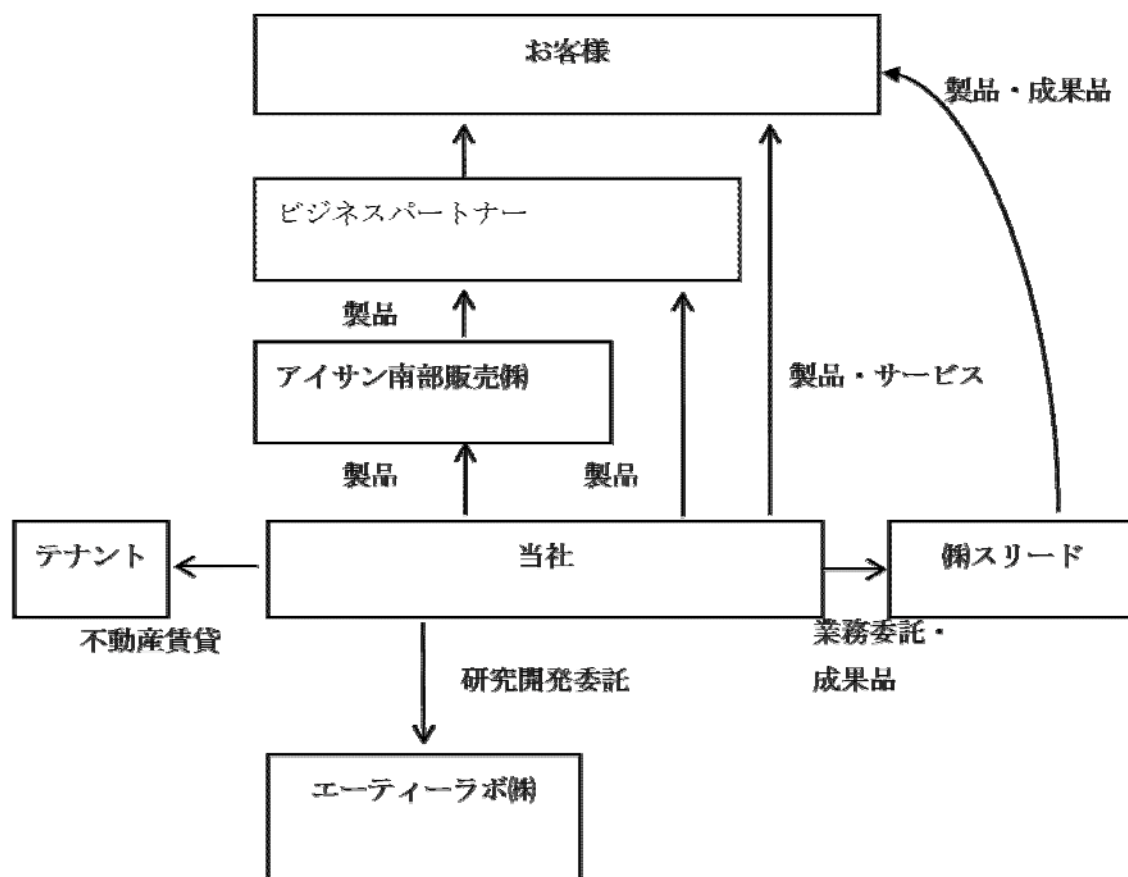 お客様
製品・成果品
ビジネスパートナー
製品
アイサン南部販売㈱
製品・サービス
製品
製品
テナント
当社
㈱スリード
不動産賃貸
業務委託・
成果品
研究開発委託
エーティーラボ㈱